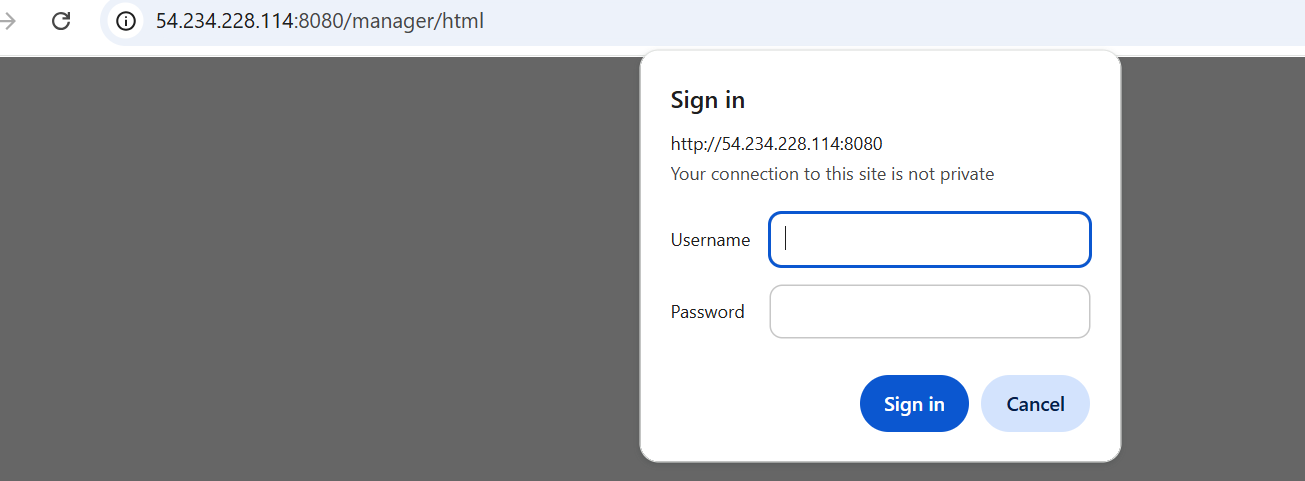 54.234.228.114:8080/manager/html
Sign in
http://54.234.228.114:8080
Your connection to this site is not private
Username
Password
Sign in
Cancel